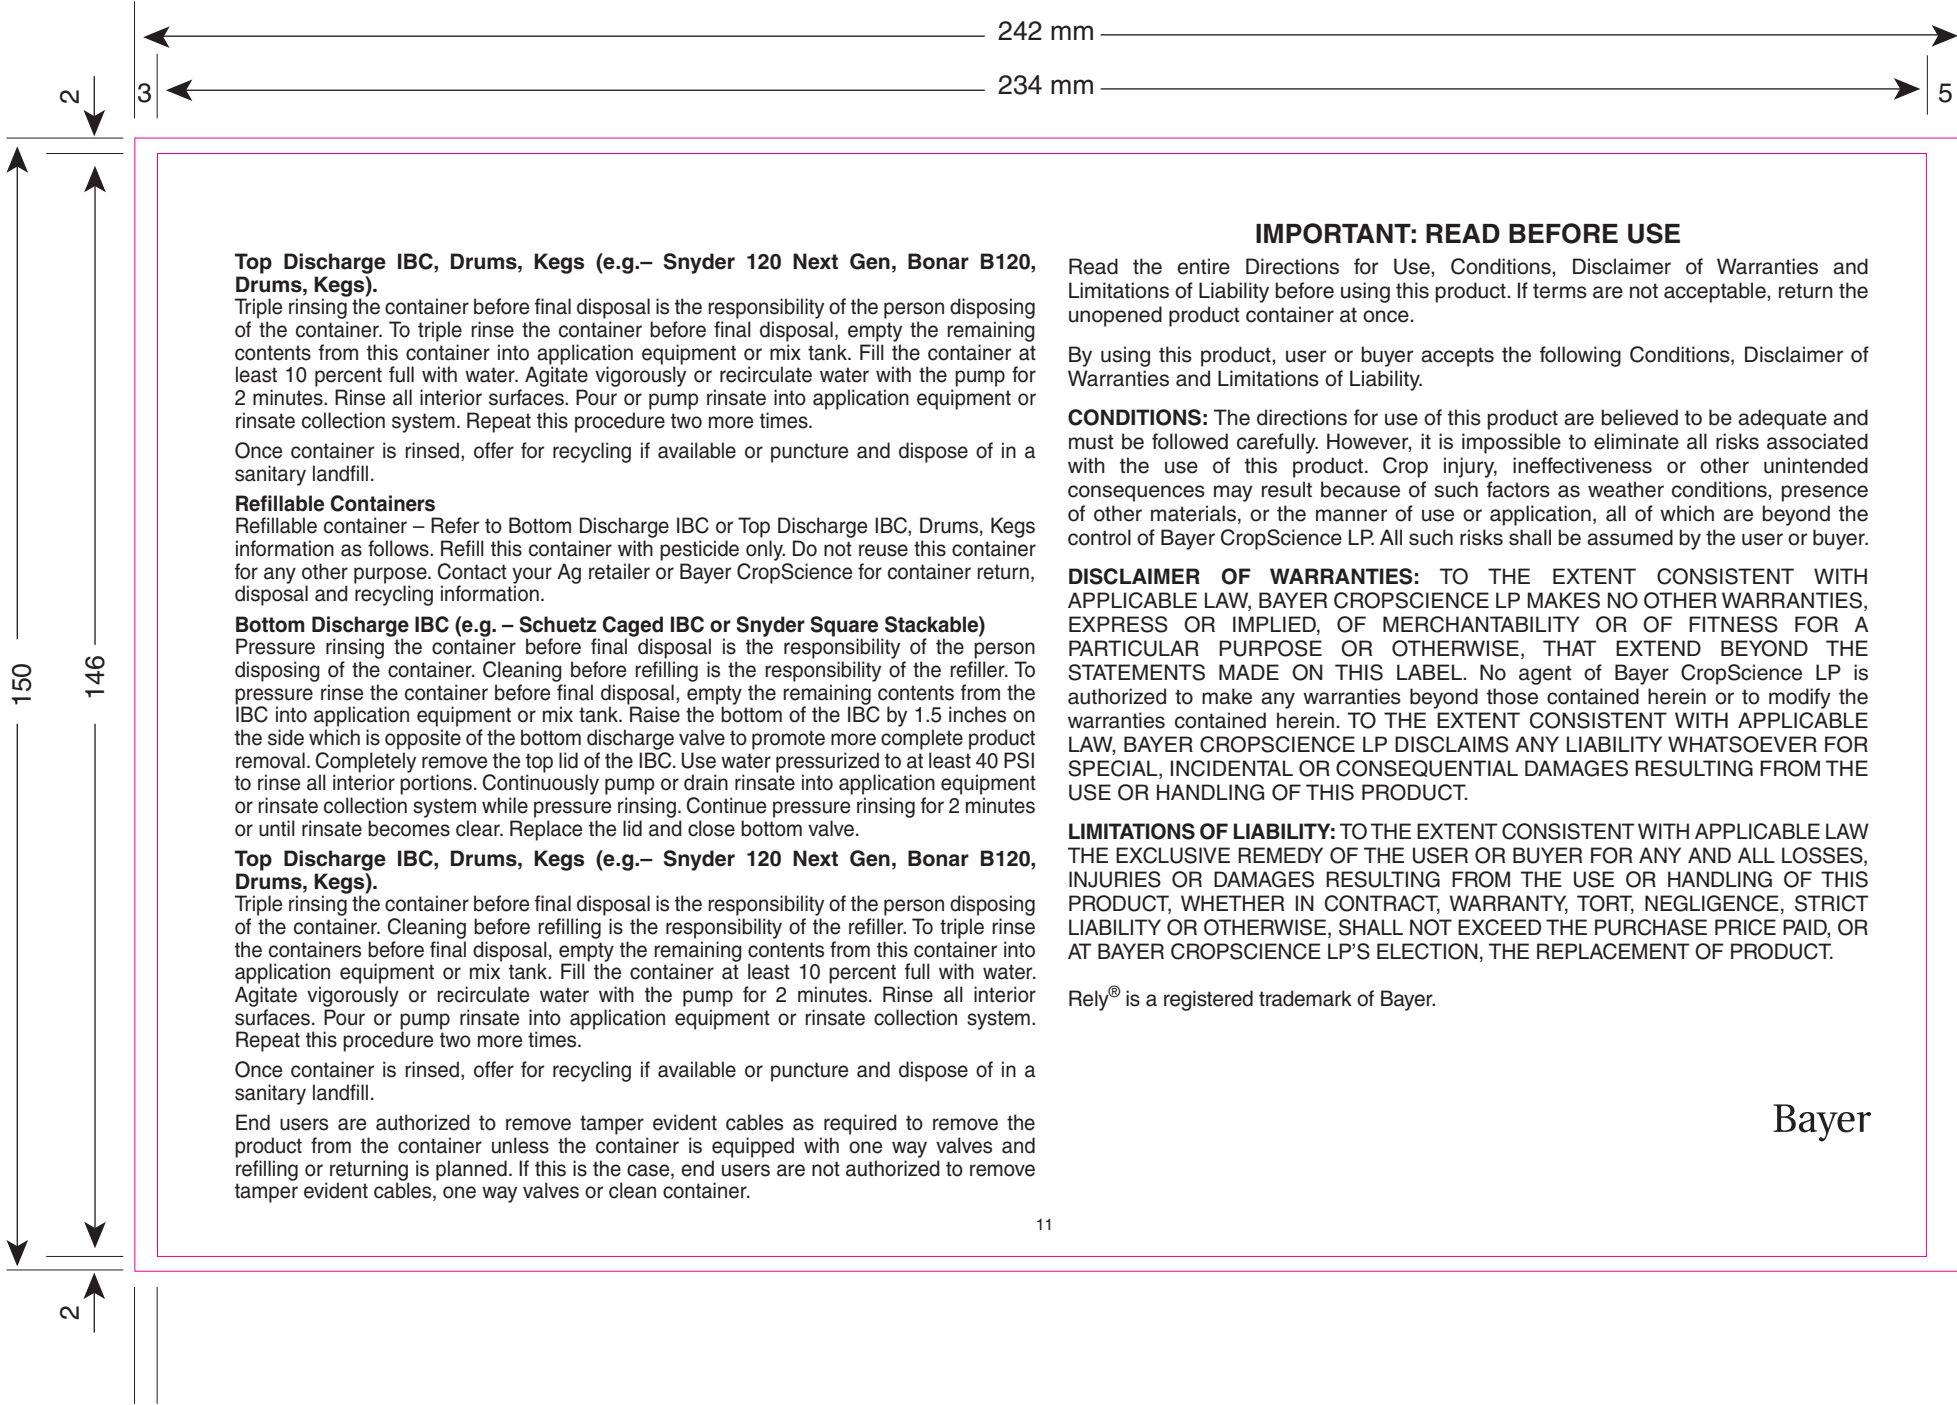 242 mm
234 mm
2
3
5
150
146
Top Discharge IBC, Drums, Kegs (e.g.– Snyder 120 Next Gen, Bonar B120,
Drums, Kegs).
Triple rinsing the container before final disposal is the responsibility of the person disposing
of the container. To triple rinse the container before final disposal, empty the remaining
contents from this container into application equipment or mix tank. Fill the container at
least 10 percent full with water. Agitate vigorously or recirculate water with the pump for
2 minutes. Rinse all interior surfaces. Pour or pump rinsate into application equipment or
rinsate collection system. Repeat this procedure two more times.
Once container is rinsed, offer for recycling if available or puncture and dispose of in a
sanitary landfill.
Refillable Containers
Refillable container – Refer to Bottom Discharge IBC or Top Discharge IBC, Drums, Kegs
information as follows. Refill this container with pesticide only. Do not reuse this container
for any other purpose. Contact your Ag retailer or Bayer CropScience for container return,
disposal and recycling information.
Bottom Discharge IBC (e.g. – Schuetz Caged IBC or Snyder Square Stackable)
Pressure rinsing the container before final disposal is the responsibility of the person
disposing of the container. Cleaning before refilling is the responsibility of the refiller. To
pressure rinse the container before final disposal, empty the remaining contents from the
IBC into application equipment or mix tank. Raise the bottom of the IBC by 1.5 inches on
the side which is opposite of the bottom discharge valve to promote more complete product
removal. Completely remove the top lid of the IBC. Use water pressurized to at least 40 PSI
to rinse all interior portions. Continuously pump or drain rinsate into application equipment
or rinsate collection system while pressure rinsing. Continue pressure rinsing for 2 minutes
or until rinsate becomes clear. Replace the lid and close bottom valve.
Top Discharge IBC, Drums, Kegs (e.g.– Snyder 120 Next Gen, Bonar B120,
Drums, Kegs).
Triple rinsing the container before final disposal is the responsibility of the person disposing
of the container. Cleaning before refilling is the responsibility of the refiller. To triple rinse
the containers before final disposal, empty the remaining contents from this container into
application equipment or mix tank. Fill the container at least 10 percent full with water.
Agitate vigorously or recirculate water with the pump for 2 minutes. Rinse all interior
surfaces. Pour or pump rinsate into application equipment or rinsate collection system.
Repeat this procedure two more times.
Once container is rinsed, offer for recycling if available or puncture and dispose of in a
sanitary landfill.
End users are authorized to remove tamper evident cables as required to remove the
product from the container unless the container is equipped with one way valves and
refilling or returning is planned. If this is the case, end users are not authorized to remove
tamper evident cables, one way valves or clean container.
IMPORTANT: READ BEFORE USE
Read the entire Directions for Use, Conditions, Disclaimer of Warranties and
Limitations of Liability before using this product. If terms are not acceptable, return the
unopened product container at once.
By using this product, user or buyer accepts the following Conditions, Disclaimer of
Warranties and Limitations of Liability.
CONDITIONS: The directions for use of this product are believed to be adequate and
must be followed carefully. However, it is impossible to eliminate all risks associated
with the use of this product. Crop injury, ineffectiveness or other unintended
consequences may result because of such factors as weather conditions, presence
of other materials, or the manner of use or application, all of which are beyond the
control of Bayer CropScience LP. All such risks shall be assumed by the user or buyer.
DISCLAIMER OF WARRANTIES: TO THE EXTENT CONSISTENT WITH
APPLICABLE LAW, BAYER CROPSCIENCE LP MAKES NO OTHER WARRANTIES,
EXPRESS OR IMPLIED, OF MERCHANTABILITY OR OF FITNESS FOR A
PARTICULAR PURPOSE OR OTHERWISE, THAT EXTEND BEYOND THE
STATEMENTS MADE ON THIS LABEL. No agent of Bayer CropScience LP is
authorized to make any warranties beyond those contained herein or to modify the
warranties contained herein. TO THE EXTENT CONSISTENT WITH APPLICABLE
LAW, BAYER CROPSCIENCE LP DISCLAIMS ANY LIABILITY WHATSOEVER FOR
SPECIAL, INCIDENTAL OR CONSEQUENTIAL DAMAGES RESULTING FROM THE
USE OR HANDLING OF THIS PRODUCT.
LIMITATIONS OF LIABILITY: TO THE EXTENT CONSISTENT WITH APPLICABLE LAW
THE EXCLUSIVE REMEDY OF THE USER OR BUYER FOR ANY AND ALL LOSSES,
INJURIES OR DAMAGES RESULTING FROM THE USE OR HANDLING OF THIS
PRODUCT, WHETHER IN CONTRACT, WARRANTY, TORT, NEGLIGENCE, STRICT
LIABILITY OR OTHERWISE, SHALL NOT EXCEED THE PURCHASE PRICE PAID, OR
AT BAYER CROPSCIENCE LP'S ELECTION, THE REPLACEMENT OF PRODUCT.
Rely® is a registered trademark of Bayer.
Bayer
11
2